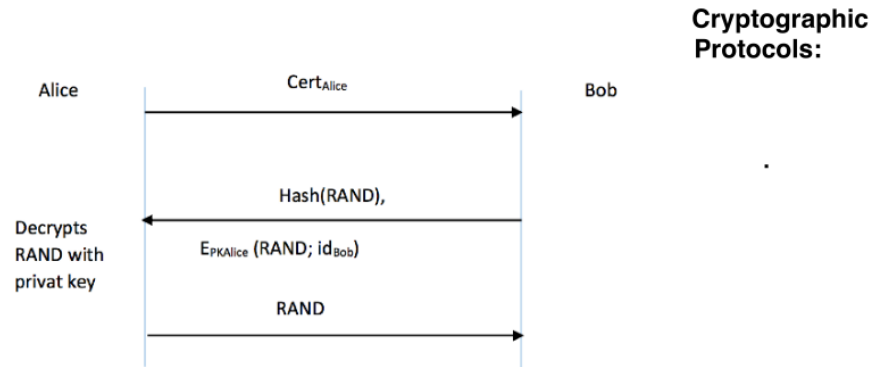 Cryptographic
Protocols:
Alice
CertAlice
Bob
.
Hash(RAND),
Decrypts
RAND with
privat key
EPKAlice (RAND; idBob)
RAND